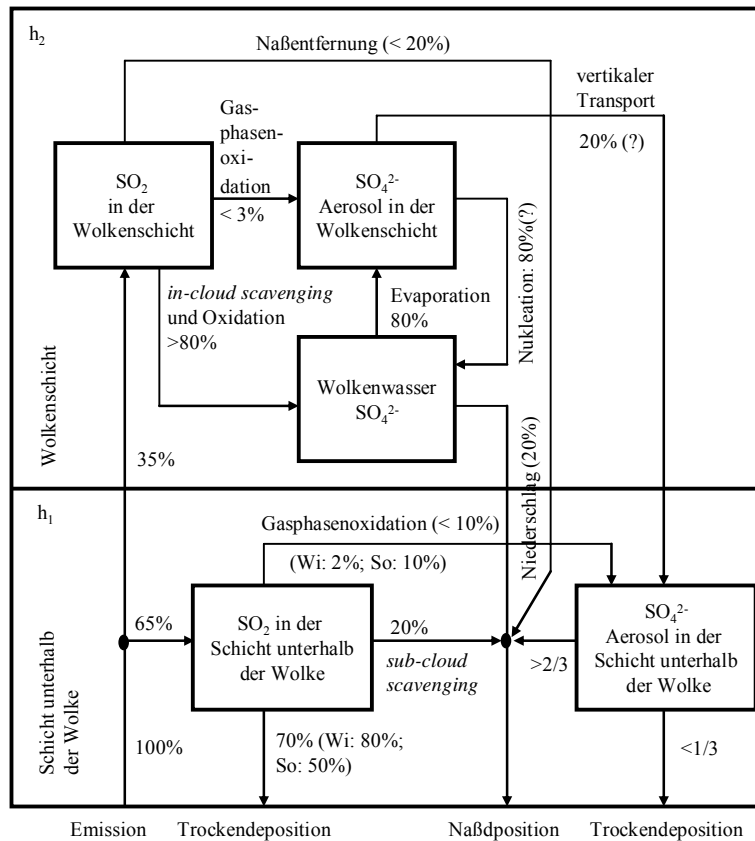 h₂
Naßentfernung (< 20%)
vertikaler
Transport
20% (?)
Gas-
phasen-
oxi-
dation
< 3%
SO₂
in der
Wolkenschicht
SO₄²⁻
Aerosol in der
Wolkenschicht
Nukleation: 80%(?)
in-cloud scavenging
und Oxidation
>80%
Evaporation
80%
Wolkenwasser
SO₄²⁻
Wolkenschicht
35%
Niederschlag (20%)
h₁
Gasphasenoxidation (< 10%)
(Wi: 2%; So: 10%)
65%
SO₂ in der
Schicht unterhalb
der Wolke
20%
sub-cloud
scavenging
>2/3
SO₄²⁻
Aerosol in der
Schicht unterhalb
der Wolke
Schicht unterhalb
der Wolke
100%
70% (Wi: 80%;
So: 50%)
<1/3
Emission
Trockendeposition
Naßdposition
Trockendeposition